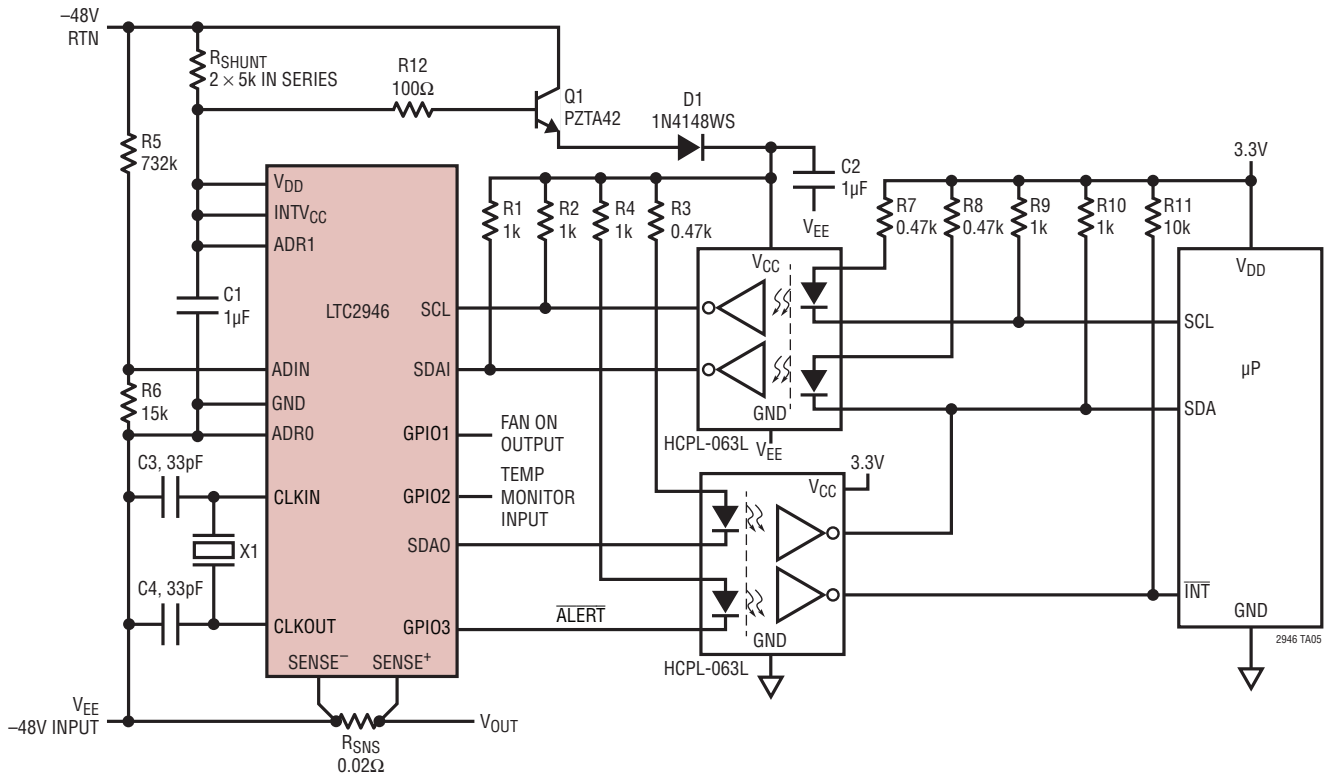 –48V
RTN
RSHUNT
2 × 5k IN SERIES
R12
100Ω
Q1
PZTA42
D1
1N4148WS
C2
1µF
VEE
3.3V
R5
732k
R1
1k
R2
1k
R4
1k
R3
0.47k
R7
0.47k
R8
0.47k
R9
1k
R10
1k
R11
10k
VDD
INTVCC
ADR1
C1
1µF
LTC2946
SCL
SDAI
VCC
GND
HCPL-063L
VEE
VDD
SCL
µP
SDA
INT
GND
2946 TA05
ADIN
R6
15k
GND
ADR0
GPIO1
FAN ON
OUTPUT
C3, 33pF
CLKIN
GPIO2
TEMP
MONITOR
INPUT
X1
SDAO
3.3V
VCC
C4, 33pF
CLKOUT
GPIO3
ALERT
GND
HCPL-063L
SENSE–
SENSE+
VEE
–48V INPUT
VOUT
RSNS
0.02Ω